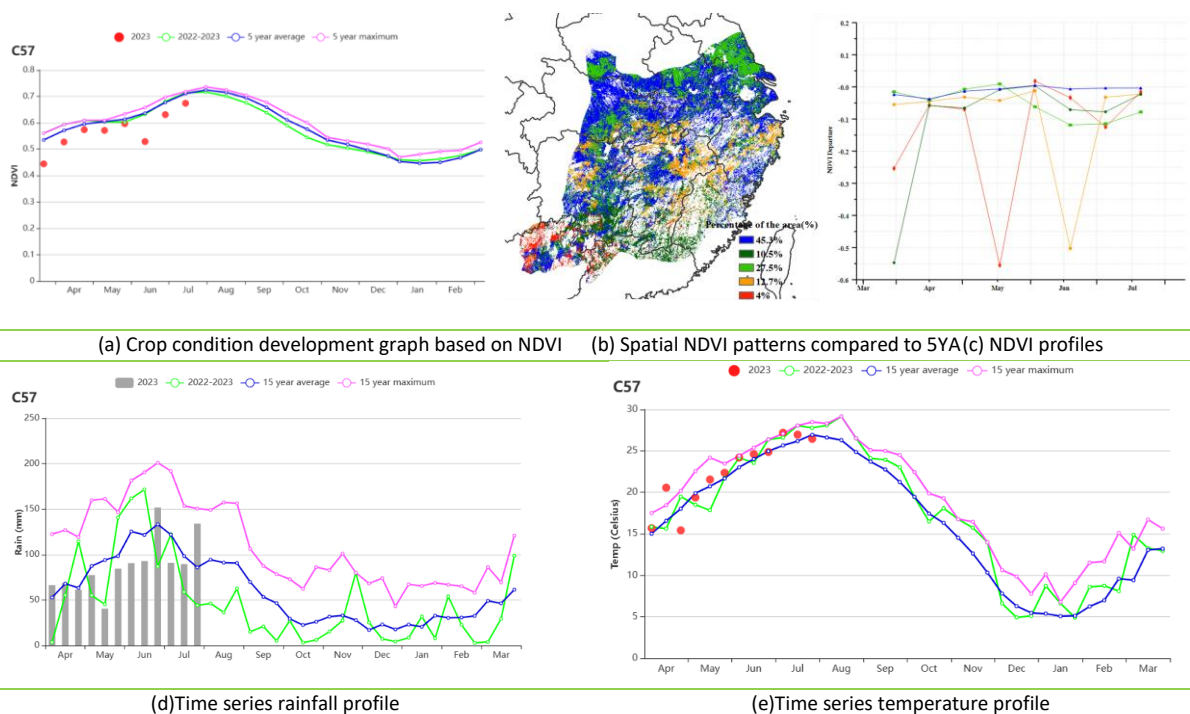 C57
2023 2022-2023 5 year average 5 year maximum
0.8
0.7
0.6
0.5
0.4
0.3
0.2
0.1
0
NDVI
Apr May Jun Jul Aug Sep Oct Nov Dec Jan Feb
Percentage of the area(%)
45.3%
10.5%
27.5%
12.7%
4%
0.2
0.1
-0.0
-0.1
-0.2
-0.3
-0.4
-0.5
-0.6
NDVI Departure
Mar Apr May Jun Jul
(a) Crop condition development graph based on NDVI (b) Spatial NDVI patterns compared to 5YA (c) NDVI profiles
2023 2022-2023 15 year average 15 year maximum
C57
250
200
150
100
50
0
Rain (mm)
Apr May Jun Jul Aug Sep Oct Nov Dec Jan Feb Mar
2023 2022-2023 15 year average 15 year maximum
C57
30
25
20
15
10
5
0
Temp (Celsius)
Apr May Jun Jul Aug Sep Oct Nov Dec Jan Feb Mar
(d)Time series rainfall profile (e)Time series temperature profile